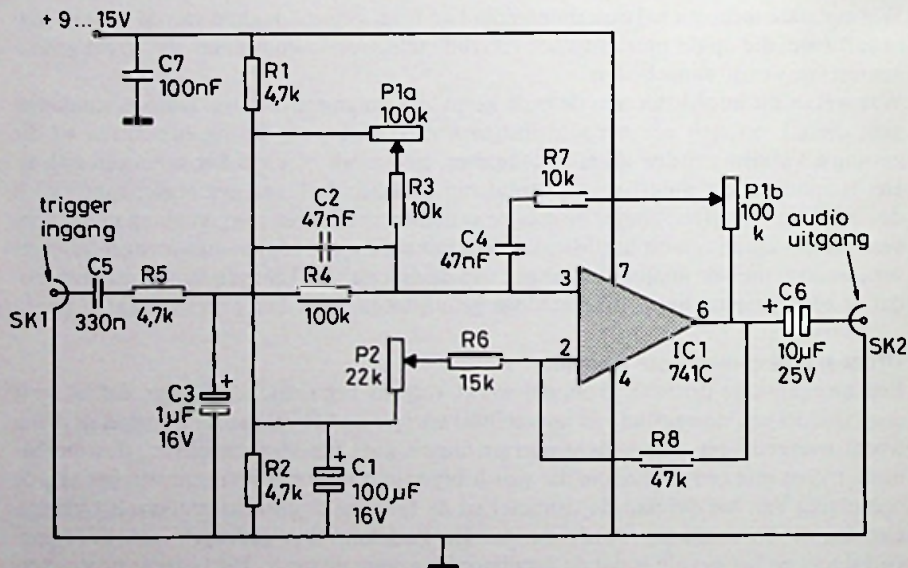 + 9...15V
C7
100nF
R1
4,7k
P1a
100k
R7
10k
P1b
100
k
trigger
ingang
C2
47nF
R3
10k
C4
47nF
audio
uitgang
C5
330n
R5
4,7k
R4
100k
3
7
6
C6
+
10µF
25V
SK1
SK2
P2
22k
R6
15k
2
4
IC1
741C
C3
1µF
16V
+
R8
47k
R2
4,7k
+
C1
100µF
16V